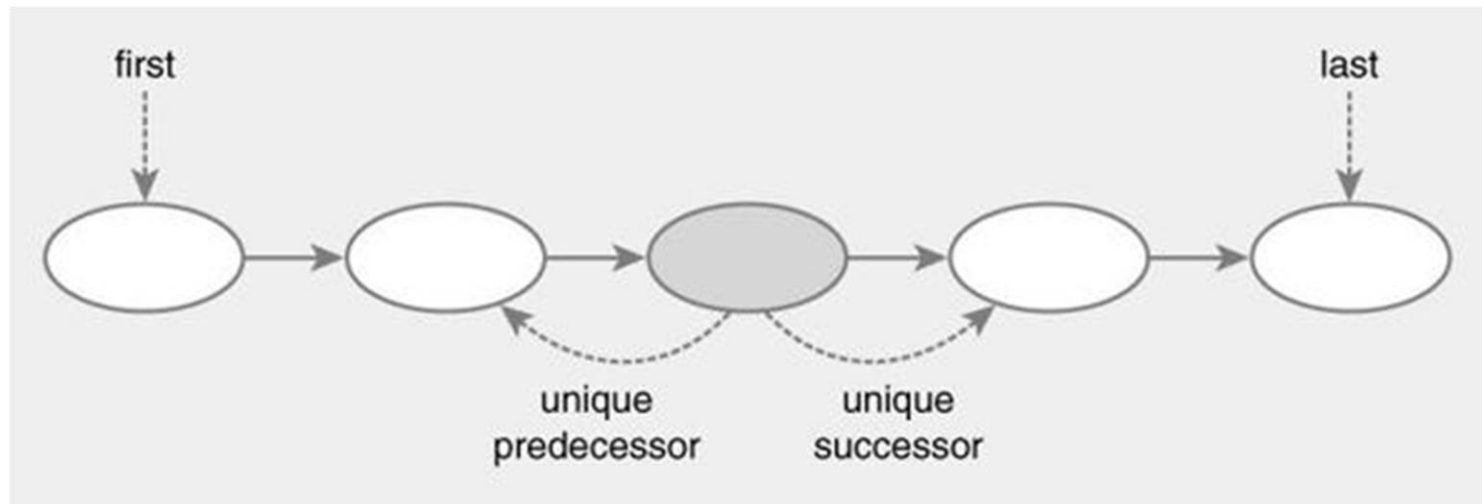 first
last
unique
predecessor
unique
successor